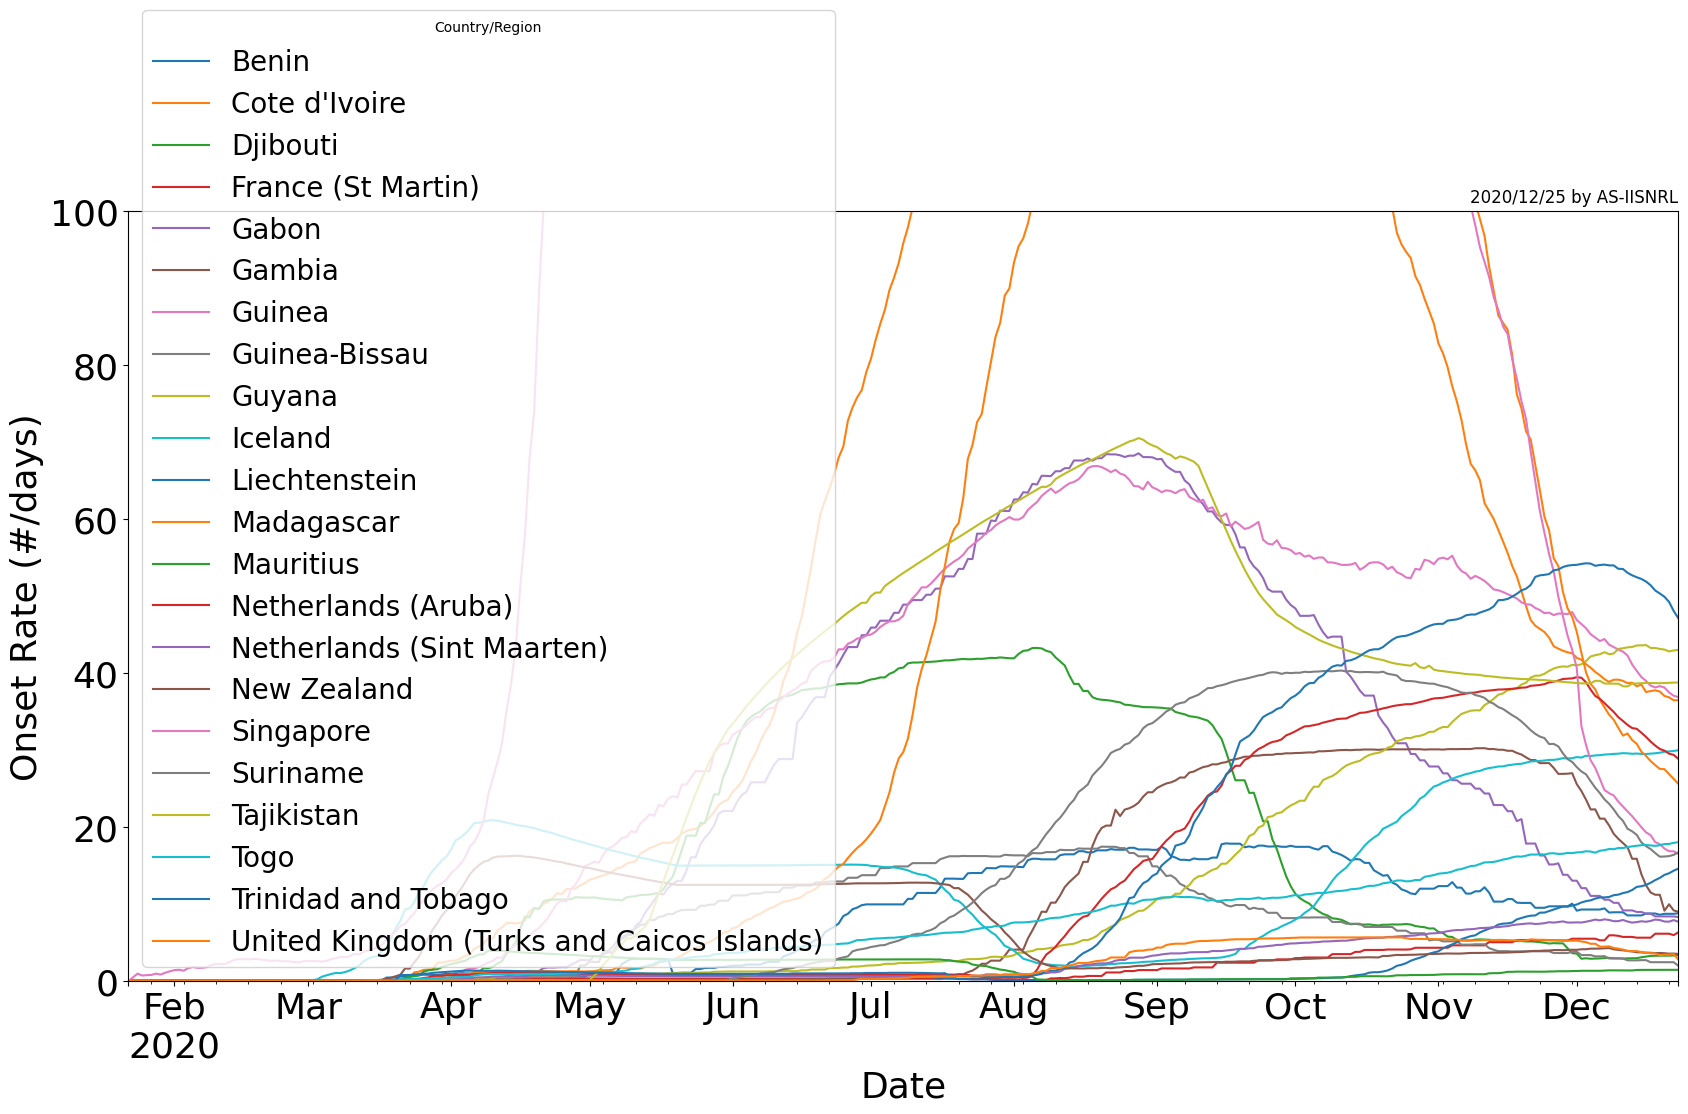 Country/Region
Benin
Cote d'Ivoire
Djibouti
France (St Martin)
Gabon
Gambia
Guinea
Guinea-Bissau
Guyana
Iceland
Liechtenstein
Madagascar
Mauritius
Netherlands (Aruba)
Netherlands (Sint Maarten)
New Zealand
Singapore
Suriname
Tajikistan
Togo
Trinidad and Tobago
United Kingdom (Turks and Caicos Islands)
2020/12/25 by AS-IISNRL
100
80
60
40
20
0
Onset Rate (#/days)
Feb Mar Apr May Jun Jul Aug Sep Oct Nov Dec
2020
Date